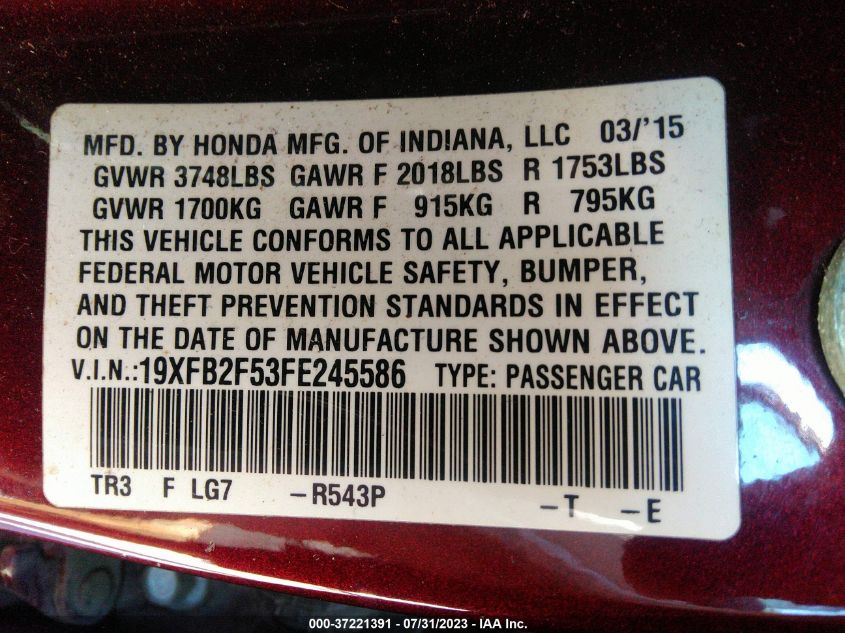 MFD. BY HONDA MFG. OF INDIANA, LLC 03/'15
GVWR 3748LBS GAWR F 2018LBS R 1753LBS
GVWR 1700KG GAWR F 915KG R 795KG
THIS VEHICLE CONFORMS TO ALL APPLICABLE
FEDERAL MOTOR VEHICLE SAFETY, BUMPER,
AND THEFT PREVENTION STANDARDS IN EFFECT
ON THE DATE OF MANUFACTURE SHOWN ABOVE.
V.I.N.:19XFB2F53FE245586 TYPE: PASSENGER CAR
TR3 F LG7 –R543P –T –E
000-37221391 - 07/31/2023 - IAA Inc.